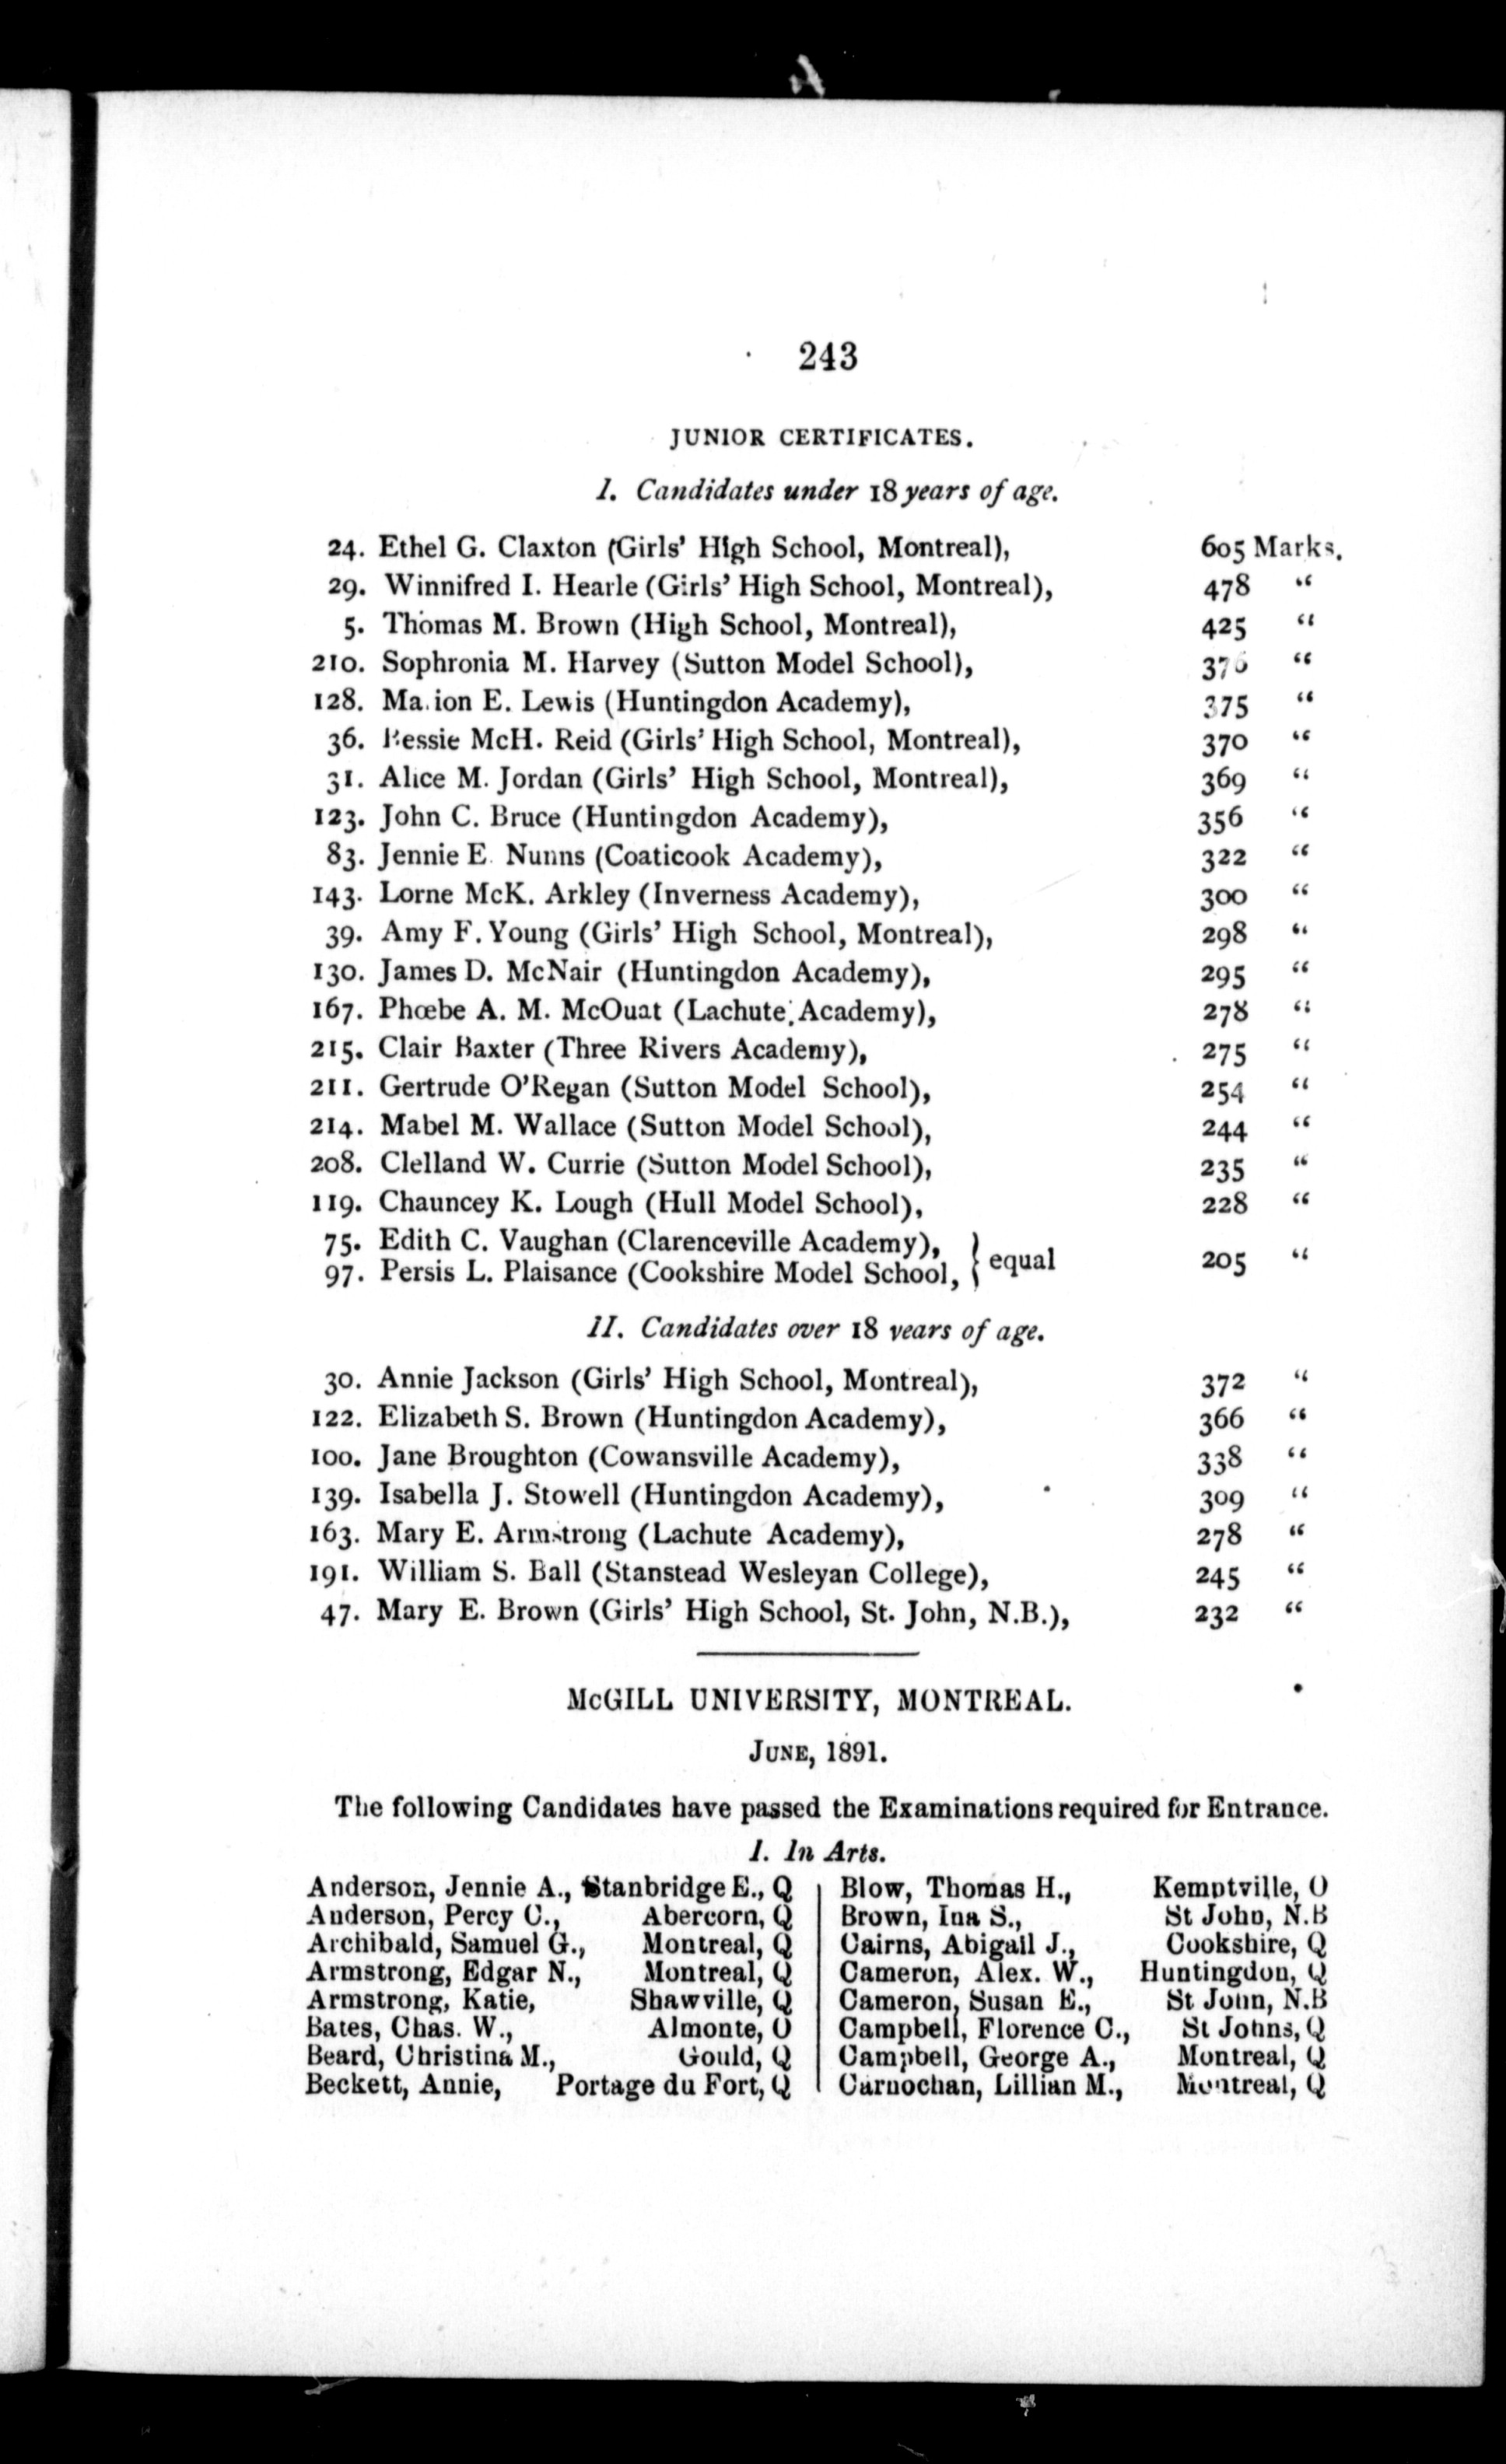 243
JUNIOR CERTIFICATES.
I. Candidates under 18 years of age.
24. Ethel G. Claxton (Girls' High School, Montreal), 605 Marks.
29. Winnifred I. Hearle (Girls' High School, Montreal), 478 "
5. Thomas M. Brown (High School, Montreal), 425 "
210. Sophronia M. Harvey (Sutton Model School), 376 "
128. Marion E. Lewis (Huntingdon Academy), 375 "
36. Bessie McH. Reid (Girls' High School, Montreal), 370 "
31. Alice M. Jordan (Girls' High School, Montreal), 369 "
123. John C. Bruce (Huntingdon Academy), 356 "
83. Jennie E. Nunns (Coaticook Academy), 322 "
143. Lorne McK. Arkley (Inverness Academy), 300 "
39. Amy F. Young (Girls' High School, Montreal), 298 "
130. James D. McNair (Huntingdon Academy), 295 "
167. Phœbe A. M. McOuat (Lachute Academy), 278 "
215. Clair Baxter (Three Rivers Academy), 275 "
211. Gertrude O'Regan (Sutton Model School), 254 "
214. Mabel M. Wallace (Sutton Model School), 244 "
208. Clelland W. Currie (Sutton Model School), 235 "
119. Chauncey K. Lough (Hull Model School), 228 "
75. Edith C. Vaughan (Clarenceville Academy),
97. Persis L. Plaisance (Cookshire Model School, } equal 205 "
II. Candidates over 18 years of age.
30. Annie Jackson (Girls' High School, Montreal), 372 "
122. Elizabeth S. Brown (Huntingdon Academy), 366 "
100. Jane Broughton (Cowansville Academy), 338 "
139. Isabella J. Stowell (Huntingdon Academy), 309 "
163. Mary E. Armstrong (Lachute Academy), 278 "
191. William S. Ball (Stanstead Wesleyan College), 245 "
47. Mary E. Brown (Girls' High School, St. John, N.B.), 232 "
McGILL UNIVERSITY, MONTREAL.
JUNE, 1891.
The following Candidates have passed the Examinations required for Entrance.
I. In Arts.
Anderson, Jennie A., Stanbridge E., Q
Anderson, Percy C., Abercorn, Q
Archibald, Samuel G., Montreal, Q
Armstrong, Edgar N., Montreal, Q
Armstrong, Katie, Shawville, Q
Bates, Chas. W., Almonte, O
Beard, Christina M., Gould, Q
Beckett, Annie, Portage du Fort, Q
Blow, Thomas H., Kemptville, O
Brown, Ina S., St John, N.B
Cairns, Abigail J., Cookshire, Q
Cameron, Alex. W., Huntingdon, Q
Cameron, Susan E., St John, N.B
Campbell, Florence C., St Johns, Q
Campbell, George A., Montreal, Q
Carnochan, Lillian M., Montreal, Q